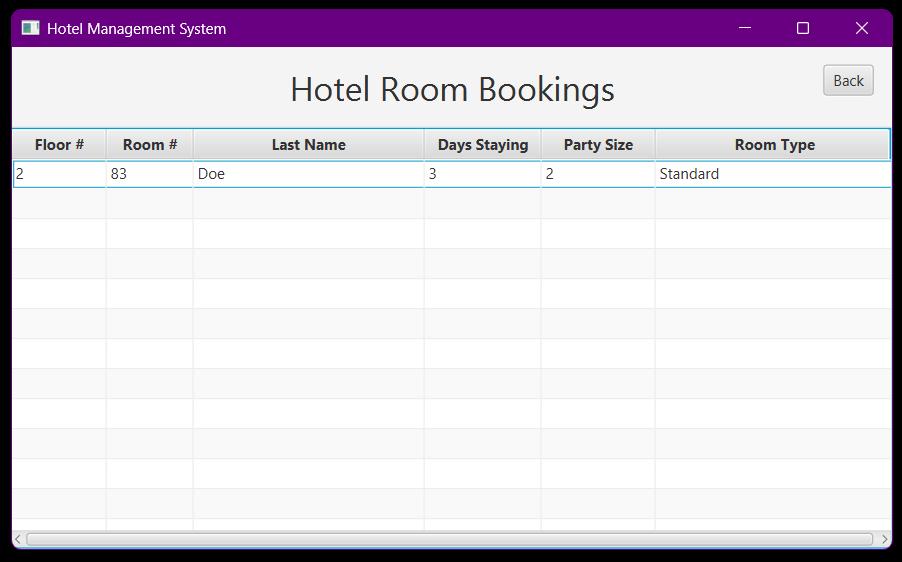 Hotel Management System
Hotel Room Bookings
Back
Floor # Room # Last Name Days Staying Party Size Room Type
2 83 Doe 3 2 Standard